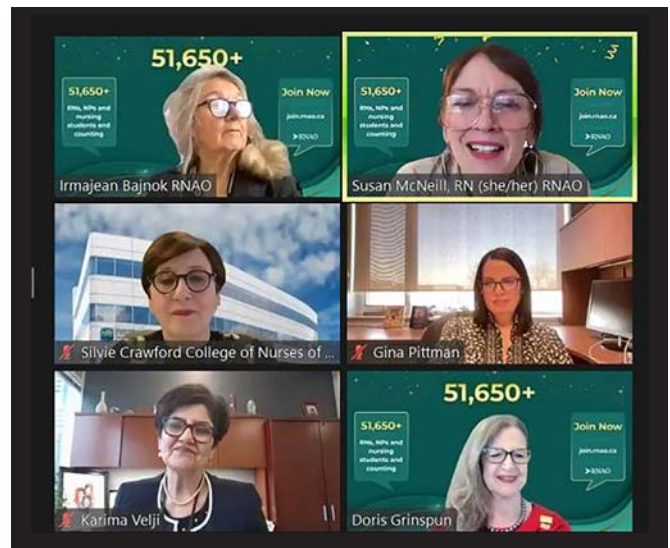 51,650+
51,650+
RNs, NPs and
nursing
students and
counting
Join Now
join.rnao.ca
RNAO
Irmajean Bajnok RNAO
51,650+
RNs, NPs and
nursing
students and
counting
Join Now
join.rnao.ca
RNAO
Susan McNeill, RN (she/her) RNAO
Silvie Crawford College of Nurses of ...
Gina Pittman
Karima Velji
51,650+
51,650+
RNs, NPs and
nursing
students and
counting
Join Now
join.rnao.ca
RNAO
Doris Grinspun